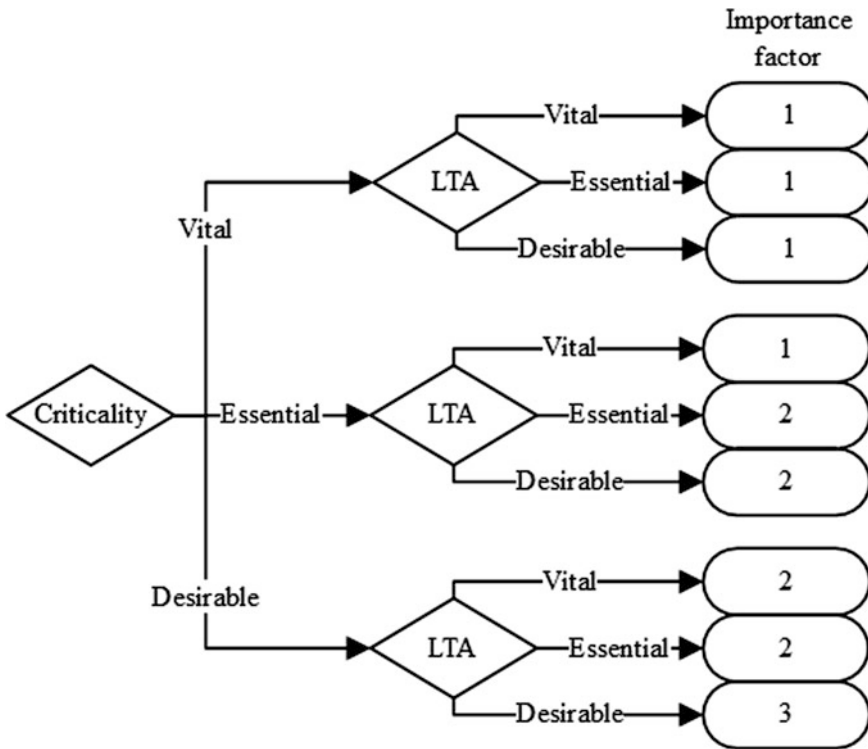 Importance
factor
Vital
1
LTA
Essential
1
Vital
Desirable
1
Vital
1
Criticality
Essential
LTA
Essential
2
Desirable
2
Vital
2
Desirable
LTA
Essential
2
Desirable
3